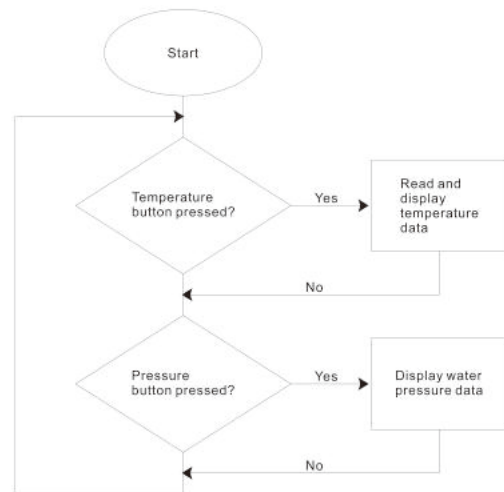 Start
Temperature
button pressed?
Yes
Read and
display
temperature
data
No
Pressure
button pressed?
Yes
Display water
pressure data
No